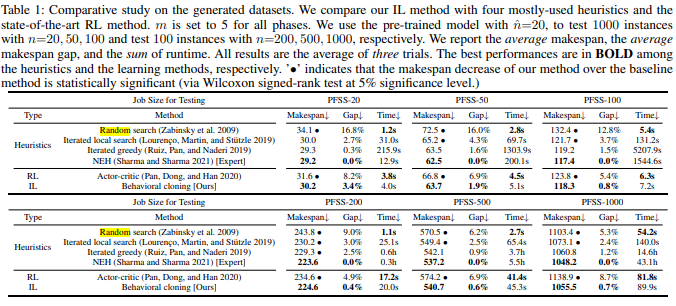 Table 1: Comparative study on the generated datasets. We compare our IL method with four mostly-used heuristics and the
state-of-the-art RL method. m is set to 5 for all phases. We use the pre-trained model with n̂=20, to test 1000 instances
with n=20, 50, 100 and test 100 instances with n=200, 500, 1000, respectively. We report the average makespan, the average
makespan gap, and the sum of runtime. All results are the average of three trials. The best performances are in BOLD among
the heuristics and the learning methods, respectively. '●' indicates that the makespan decrease of our method over the baseline
method is statistically significant (via Wilcoxon signed-rank test at 5% significance level.)
Job Size for Testing PFSS-20 PFSS-50 PFSS-100
Type Method Makespan↓ Gap↓ Time↓ Makespan↓ Gap↓ Time↓ Makespan↓ Gap↓ Time↓
Random search (Zabinsky et al. 2009) 34.1 ● 16.8% 1.2s 72.5 ● 16.0% 2.8s 132.4 ● 12.8% 5.4s
Heuristics Iterated local search (Lourenço, Martin, and Stützle 2019) 30.0 2.7% 31.0s 65.2 ● 4.3% 69.7s 121.7 ● 3.7% 131.2s
Iterated greedy (Ruiz, Pan, and Naderi 2019) 29.3 0.3% 215.9s 63.5 1.6% 1303.9s 119.2 1.5% 5207.9s
NEH (Sharma and Sharma 2021) [Expert] 29.2 0.0% 12.9s 62.5 0.0% 200.1s 117.4 0.0% 1544.6s
RL Actor-critic (Pan, Dong, and Han 2020) 31.6 ● 8.2% 3.8s 66.8 ● 6.9% 4.5s 123.8 ● 5.4% 6.3s
IL Behavioral cloning [Ours] 30.2 3.4% 4.0s 63.7 1.9% 5.1s 118.3 0.8% 7.2s
Job Size for Testing PFSS-200 PFSS-500 PFSS-1000
Type Method Makespan↓ Gap↓ Time↓ Makespan↓ Gap↓ Time↓ Makespan↓ Gap↓ Time↓
Random search (Zabinsky et al. 2009) 243.8 ● 9.0% 1.1s 570.5 ● 6.2% 2.7s 1103.4 ● 5.3% 54.2s
Heuristics Iterated local search (Lourenço, Martin, and Stützle 2019) 230.2 ● 3.0% 25.1s 549.4 ● 2.5% 65.4s 1073.1 ● 2.4% 140.0s
Iterated greedy (Ruiz, Pan, and Naderi 2019) 229.3 ● 2.5% 0.6h 542.1 0.9% 3.7h 1060.8 1.2% 14.6h
NEH (Sharma and Sharma 2021) [Expert] 223.6 0.0% 0.3h 537.2 0.0% 5.5h 1048.2 0.0% 43.1h
RL Actor-critic (Pan, Dong, and Han 2020) 234.6 ● 4.9% 17.2s 574.2 ● 6.9% 41.4s 1138.9 ● 8.7% 81.8s
IL Behavioral cloning [Ours] 224.6 0.4% 20.0s 540.7 0.6% 45.3s 1055.5 0.7% 89.9s